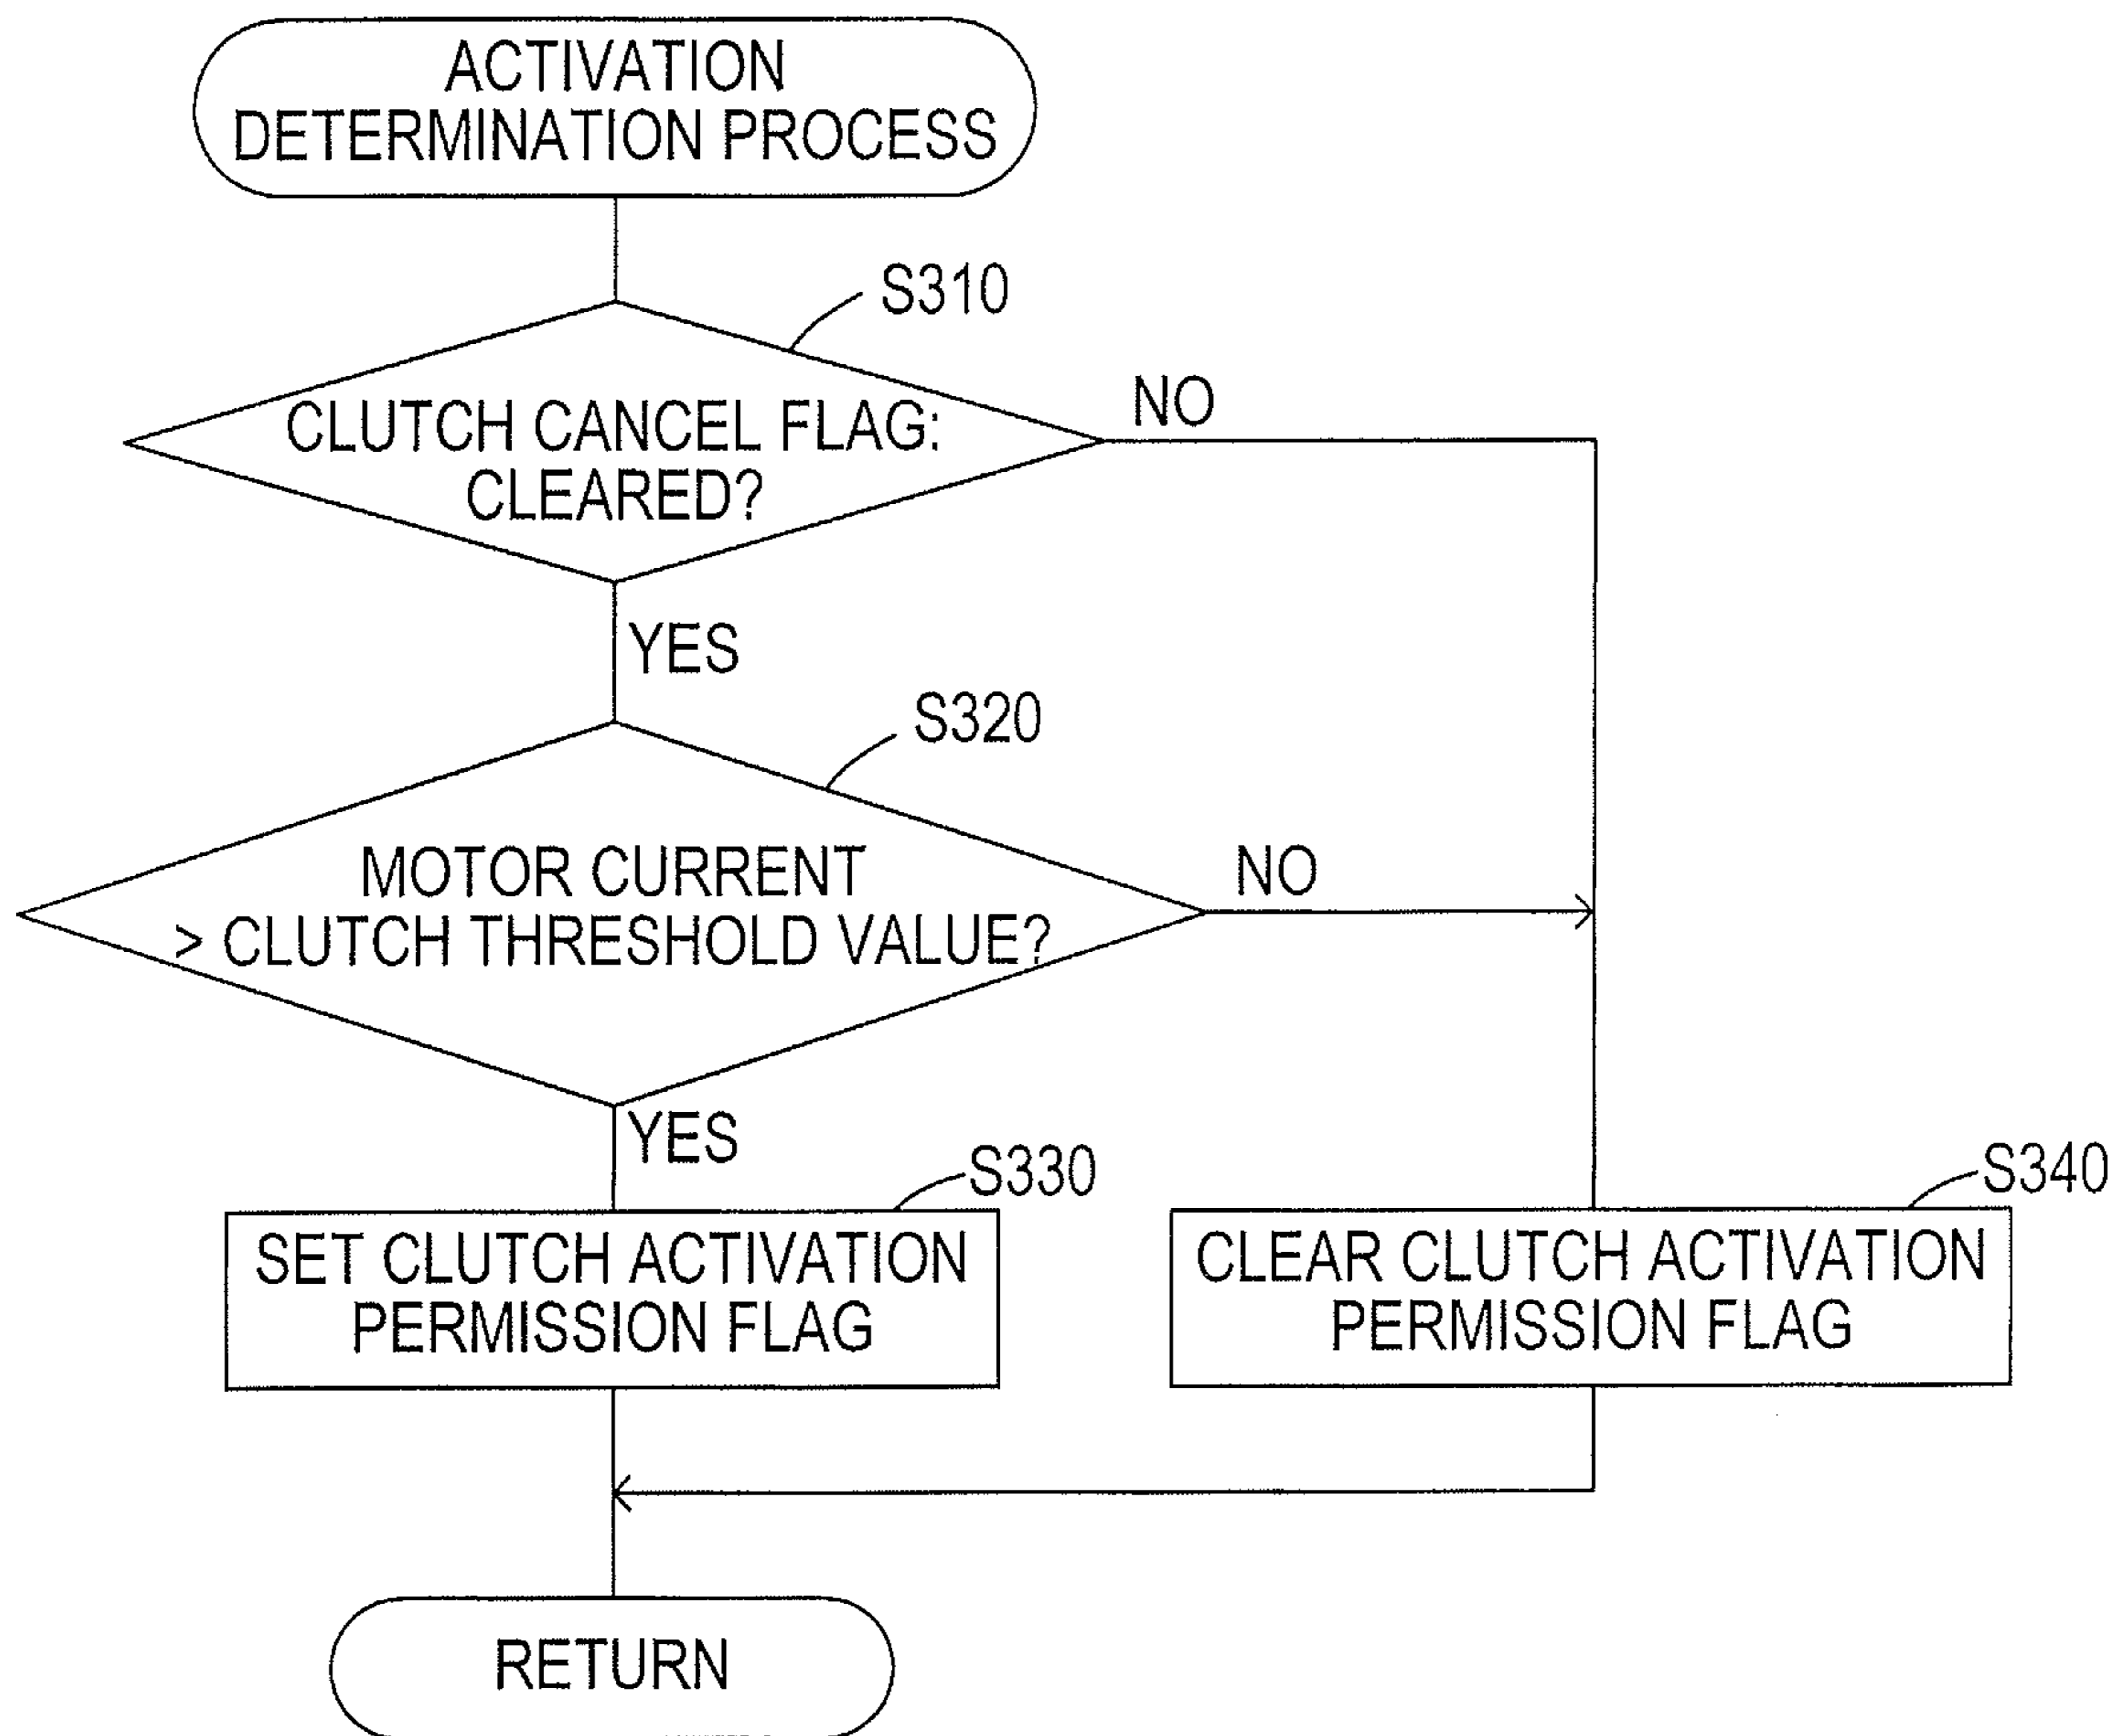 ACTIVATION
DETERMINATION PROCESS
S310
CLUTCH CANCEL FLAG:
CLEARED?
NO
YES
S320
MOTOR CURRENT
> CLUTCH THRESHOLD VALUE?
NO
YES
S330
SET CLUTCH ACTIVATION
PERMISSION FLAG
S340
CLEAR CLUTCH ACTIVATION
PERMISSION FLAG
RETURN